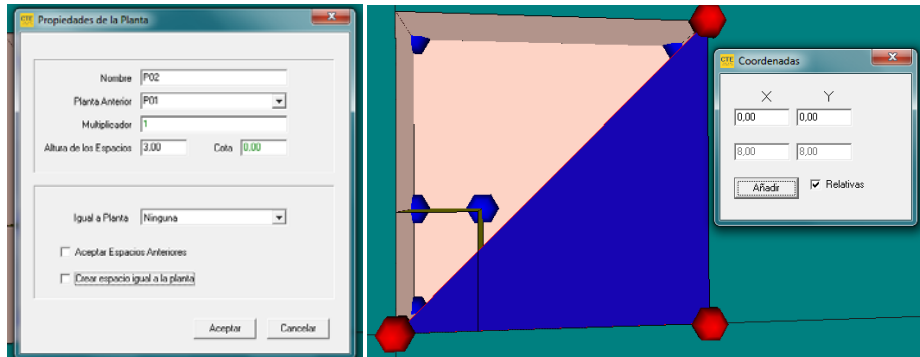 CTE Propiedades de la Planta
Nombre P02
Planta Anterior P01
Multiplicador 1
Altura de los Espacios 3,00 Cota 0,00
Igual a Planta Ninguna
Aceptar Espacios Anteriores
Crear espacio igual a la planta
Aceptar Cancelar
CTE Coordenadas
X Y
0,00 0,00
8,00 8,00
Añadir Relativas